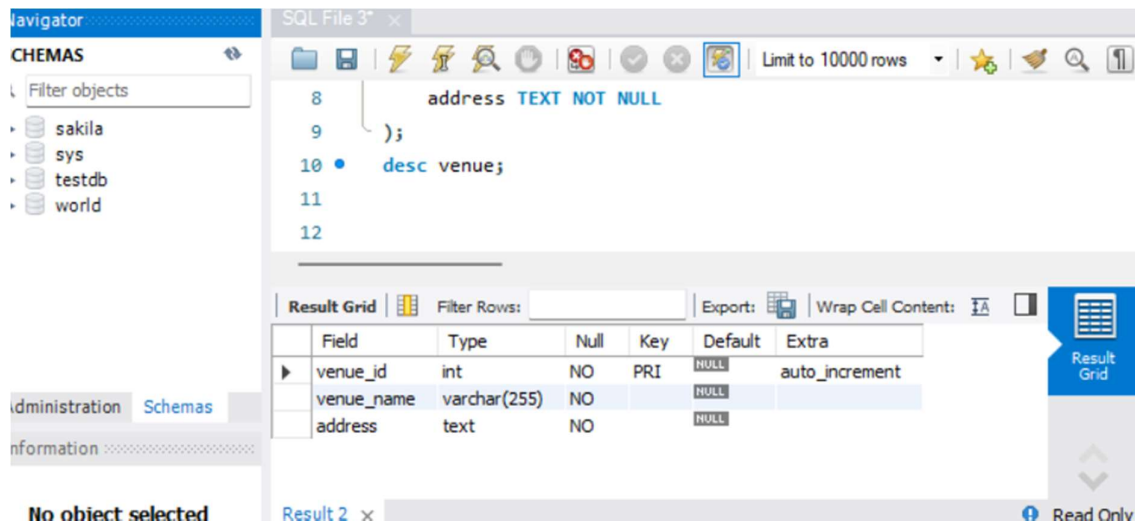 Navigator
SQL File 3*
SCHEMAS
Limit to 10000 rows
Filter objects
sakila
sys
testdb
world
8 address TEXT NOT NULL
9 );
10 desc venue;
11
12
Result Grid Filter Rows: Export: Wrap Cell Content: IA
Field Type Null Key Default Extra
venue_id int NO PRI NULL auto_increment
venue_name varchar(255) NO NULL
address text NO NULL
Result
Grid
Administration Schemas
Information
No object selected
Result 2
Read Only